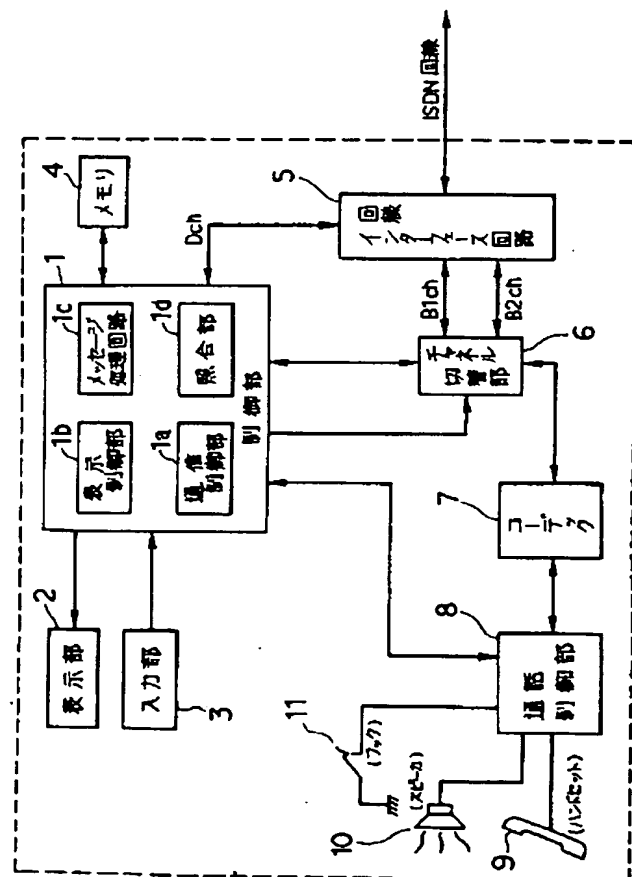 ISDN 回線
4
メモリ
5
回線
インターフェース
回路
Dch
1
1c
メッセージ
処理回路
1d
照合部
1b
表示
制御部
1a
通信
制御部
制御部
B1ch
B2ch
6
チャネル
切替部
2
表示部
3
入力部
7
コーデック
8
通話
制御部
11
(フック)
10
(スピーカ)
9
(ハンドセット)